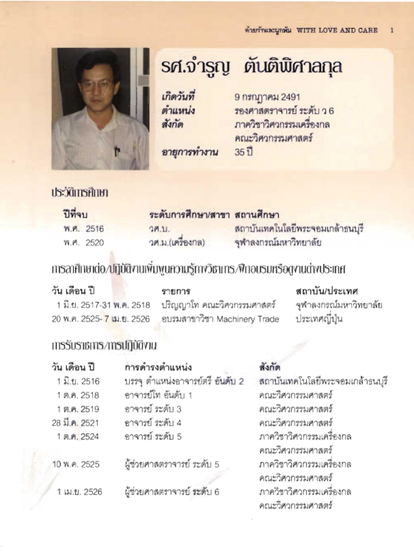 ด้วยรักและผูกพัน WITH LOVE AND CARE 1
รศ.จำรูญ ตันติพิศาลกุล
เกิดวันที่ 9 กรกฎาคม 2491
ตำแหน่ง รองศาสตราจารย์ ระดับ ว 6
สังกัด ภาควิชาวิศวกรรมเครื่องกล
คณะวิศวกรรมศาสตร์
อายุการทำงาน 35 ปี
ประวัติการศึกษา
ปีที่จบ ระดับการศึกษา/สาขา สถานศึกษา
พ.ศ. 2516 วศ.บ. สถาบันเทคโนโลยีพระจอมเกล้าธนบุรี
พ.ศ. 2520 วศ.ม.(เครื่องกล) จุฬาลงกรณ์มหาวิทยาลัย
การลาศึกษาต่อ/ปฏิบัติงานเพิ่มพูนความรู้ทางวิชาการ/ฝึกอบรมหรือดูงานต่างประเทศ
วัน เดือน ปี รายการ สถาบัน/ประเทศ
1 มิ.ย. 2517-31 พ.ค. 2518 ปริญญาโท คณะวิศวกรรมศาสตร์ จุฬาลงกรณ์มหาวิทยาลัย
20 พ.ค. 2525- 7 เม.ย. 2526 อบรมสาขาวิชา Machinery Trade ประเทศญี่ปุ่น
การรับราชการ/การปฏิบัติงาน
วัน เดือน ปี การดำรงตำแหน่ง สังกัด
1 มิ.ย. 2516 บรรจุ ตำแหน่งอาจารย์ตรี อันดับ 2 สถาบันเทคโนโลยีพระจอมเกล้าธนบุรี
1 ต.ค. 2518 อาจารย์โท อันดับ 1 คณะวิศวกรรมศาสตร์
1 ต.ค. 2519 อาจารย์ ระดับ 3 คณะวิศวกรรมศาสตร์
28 มี.ค. 2521 อาจารย์ ระดับ 4 คณะวิศวกรรมศาสตร์
1 ต.ค. 2524 อาจารย์ ระดับ 5 ภาควิชาวิศวกรรมเครื่องกล
คณะวิศวกรรมศาสตร์
10 พ.ค. 2525 ผู้ช่วยศาสตราจารย์ ระดับ 5 ภาควิชาวิศวกรรมเครื่องกล
คณะวิศวกรรมศาสตร์
1 เม.ย. 2526 ผู้ช่วยศาสตราจารย์ ระดับ 6 ภาควิชาวิศวกรรมเครื่องกล
คณะวิศวกรรมศาสตร์